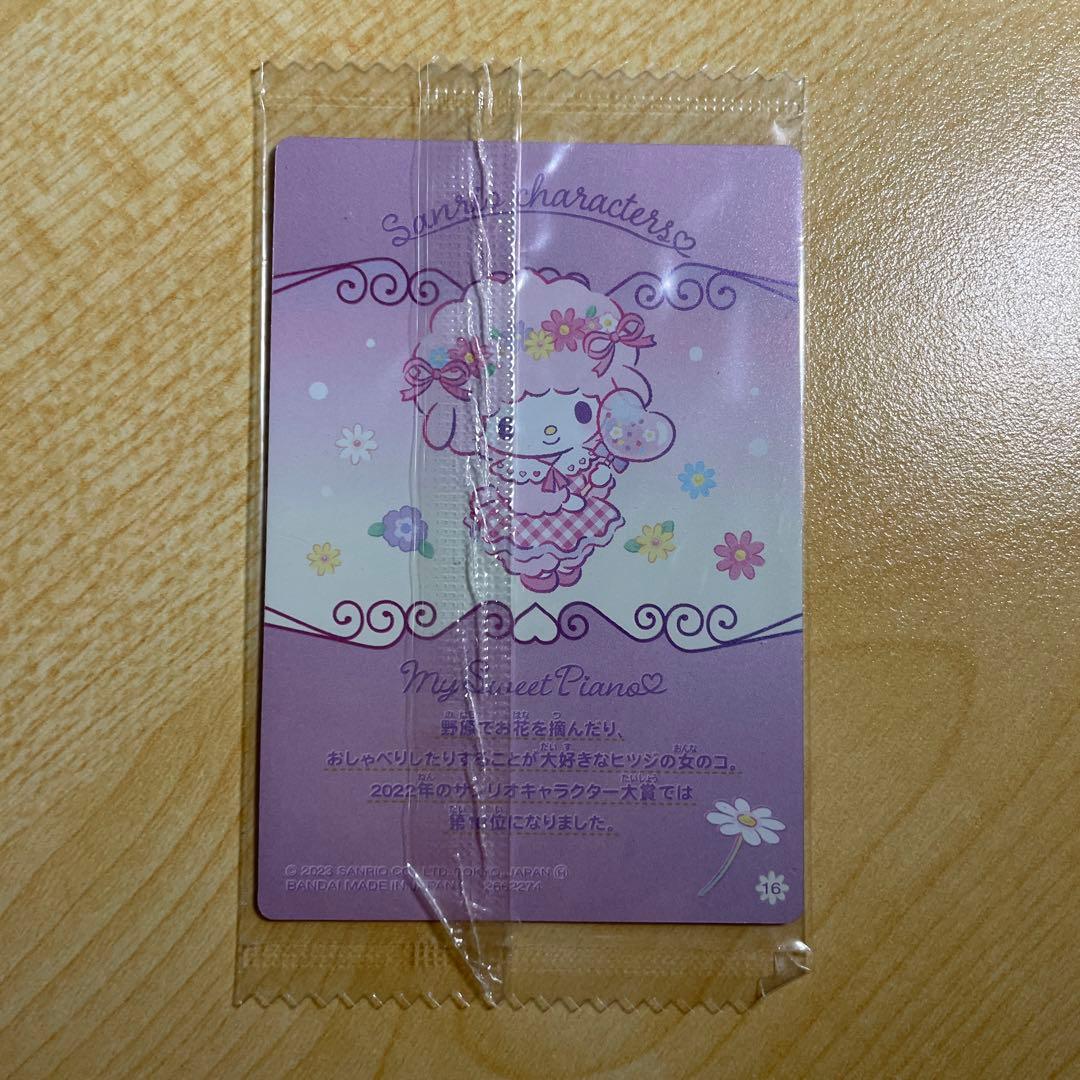 Sanrio characters
My Sweet Piano
野原でお花を摘んだり、
おしゃべりしたりすることが大好きなヒツジの女のコ。
2022年のサンリオキャラクター大賞では
位になりました。
© 2023 SANRIO CO., LTD. TOKYO, JAPAN Ⓗ
BANDAI MADE IN JAPAN 2662274
16